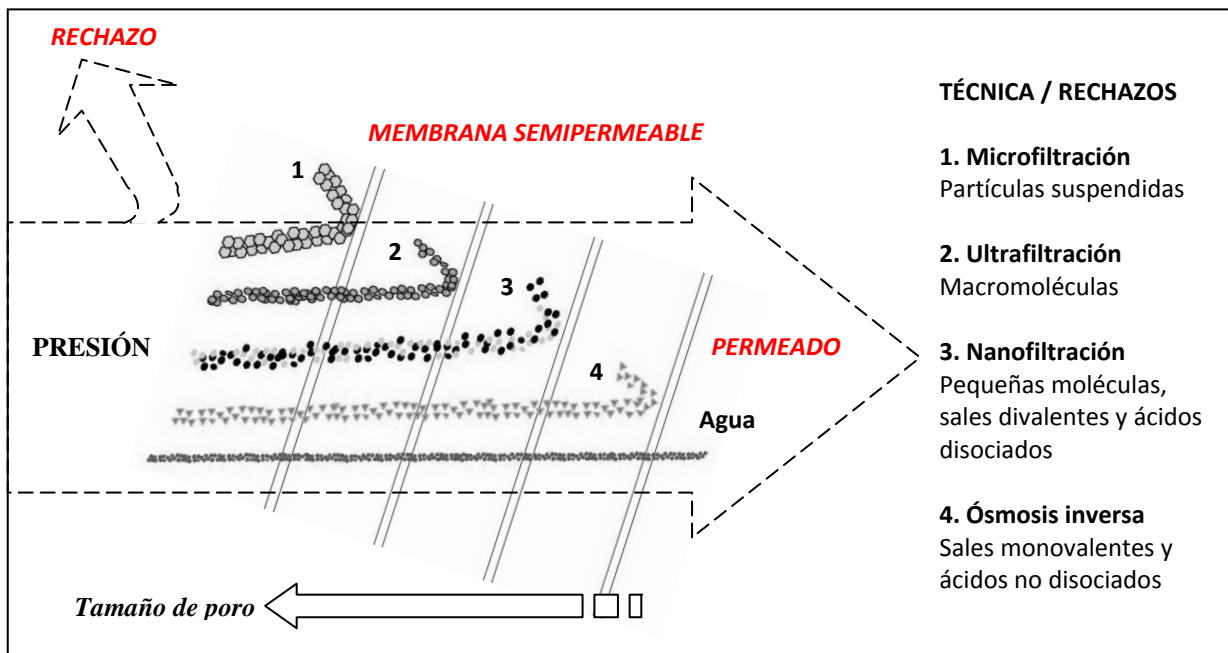 RECHAZO
MEMBRANA SEMIPERMEABLE
1
2
3
4
PRESIÓN
PERMEADO
Agua
Tamaño de poro
TÉCNICA / RECHAZOS
1. Microfiltración
Partículas suspendidas
2. Ultrafiltración
Macromoléculas
3. Nanofiltración
Pequeñas moléculas,
sales divalentes y ácidos
disociados
4. Ósmosis inversa
Sales monovalentes y
ácidos no disociados